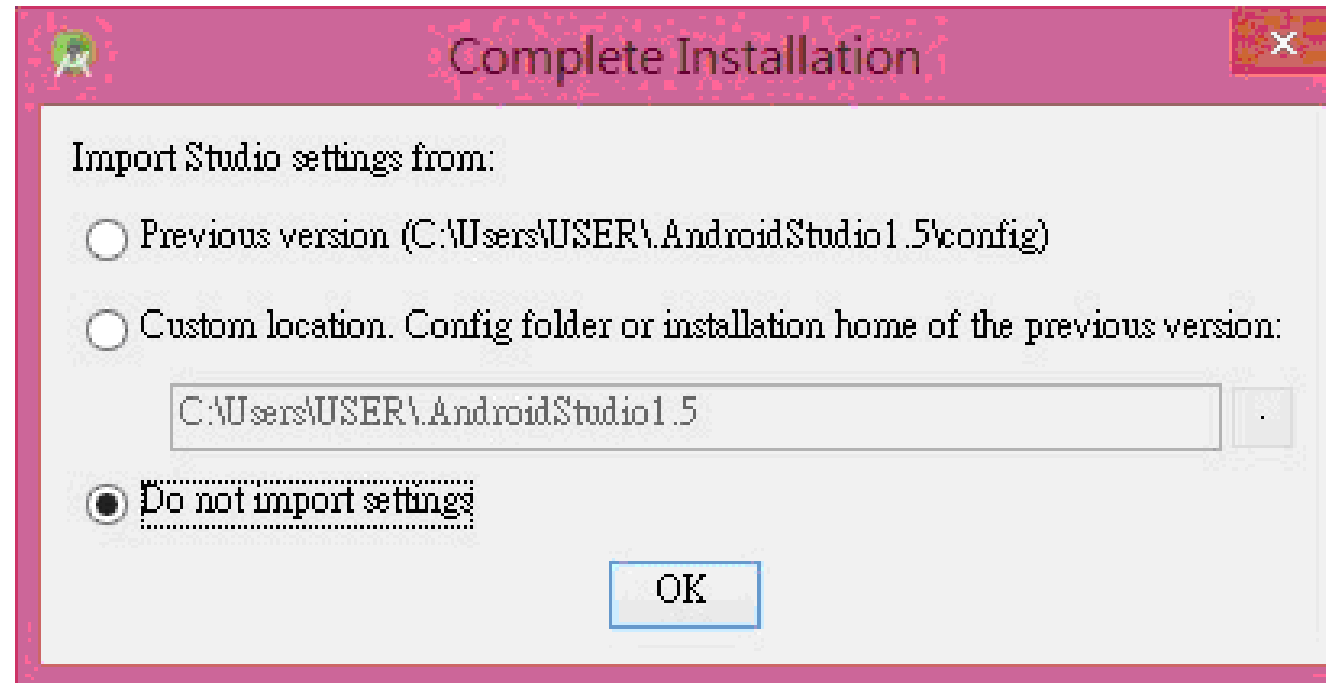 Complete Installation
Import Studio settings from:
Previous version (C:\Users\USER\.AndroidStudio1.5\config)
Custom location. Config folder or installation home of the previous version:
C:\Users\USER\.AndroidStudio1.5
.
Do not import settings
OK